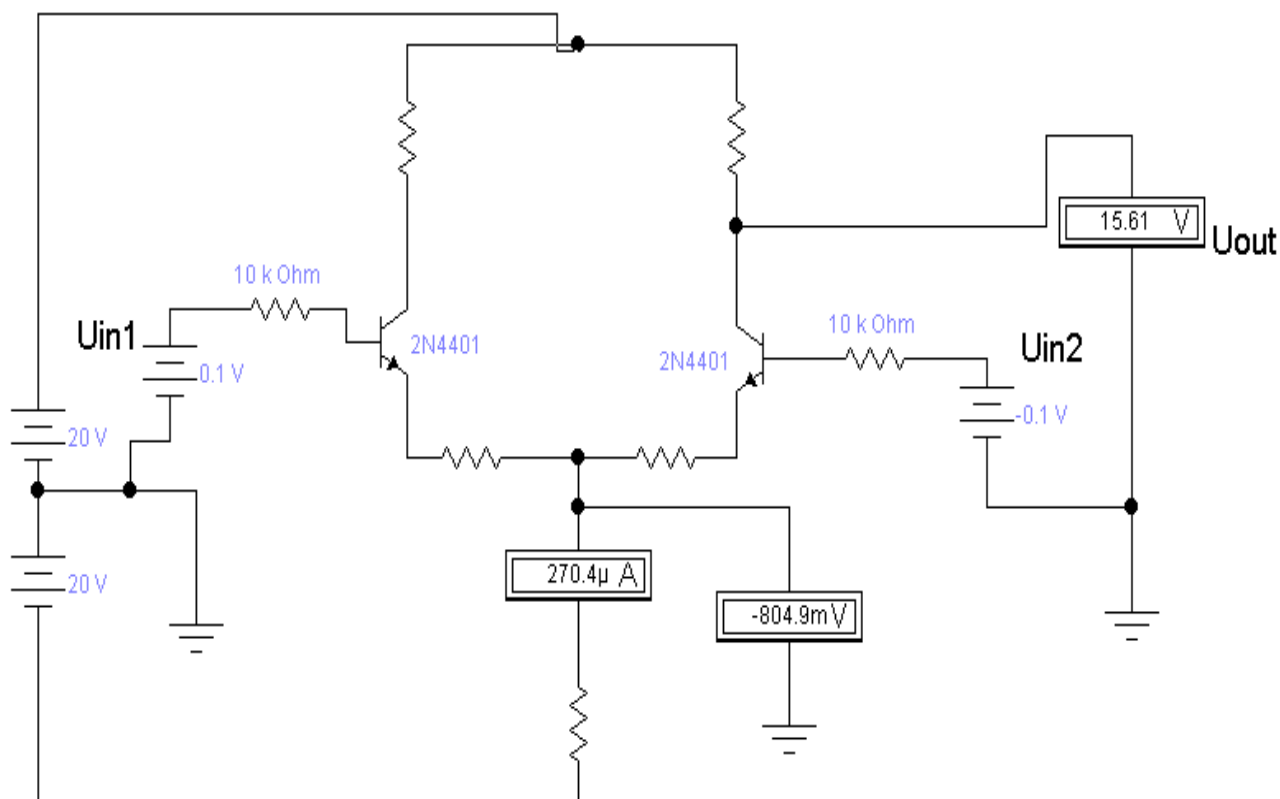 15.61 V
Uout
10 k Ohm
Uin1
2N4401
0.1 V
10 k Ohm
2N4401
Uin2
-0.1 V
20 V
20 V
270.4µ A
-804.9m V